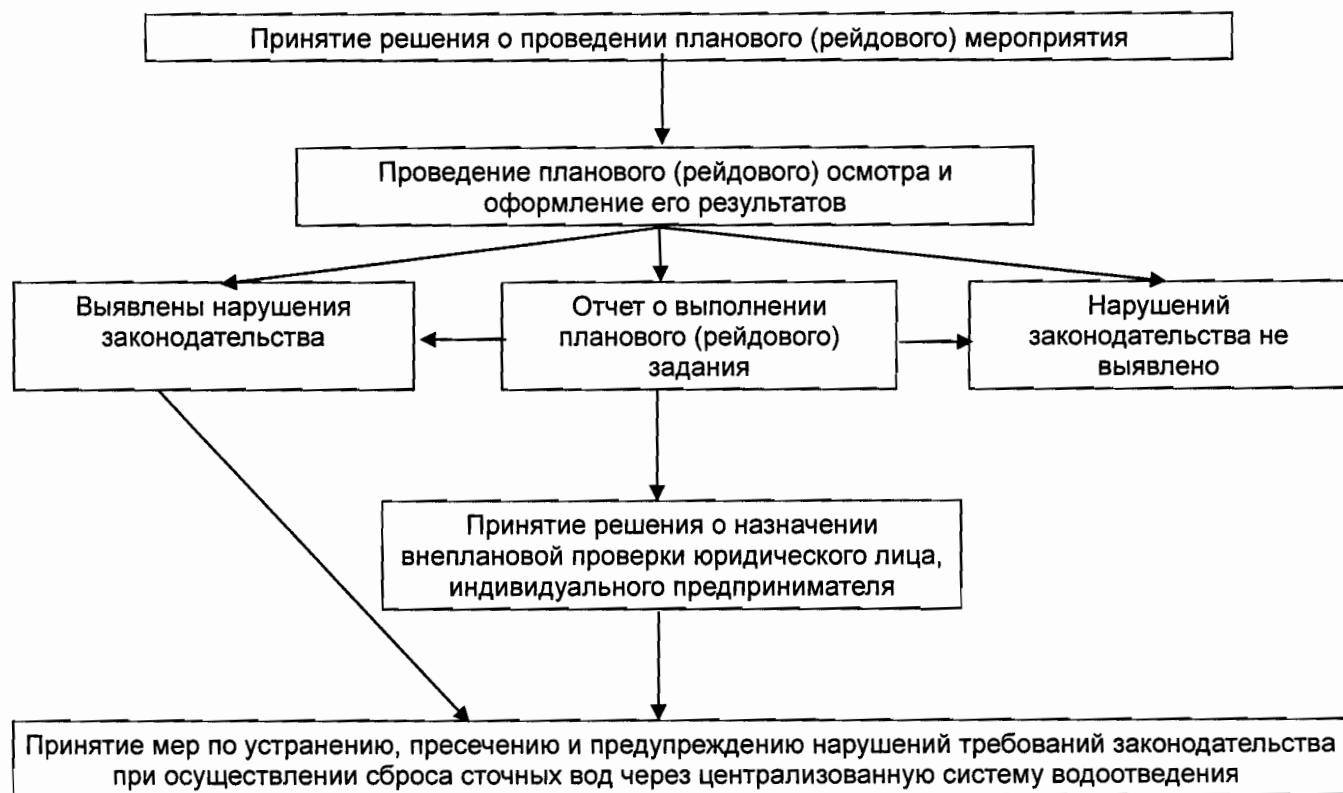 Принятие решения о проведении планового (рейдового) мероприятия
Проведение планового (рейдового) осмотра и
оформление его результатов
Выявлены нарушения
законодательства
Отчет о выполнении
планового (рейдового)
задания
Нарушений
законодательства не
выявлено
Принятие решения о назначении
внеплановой проверки юридического лица,
индивидуального предпринимателя
Принятие мер по устранению, пресечению и предупреждению нарушений требований законодательства
при осуществлении сброса сточных вод через централизованную систему водоотведения